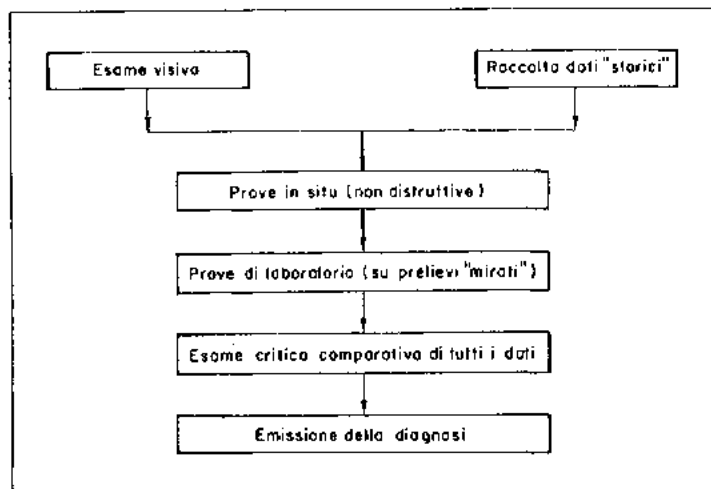 Esame visivo
Raccolta dati "storici"
Prove in situ (non distruttive)
Prove di laboratorio (su prelievi "mirati")
Esame critico comparativo di tutti i dati
Emissione della diagnosi